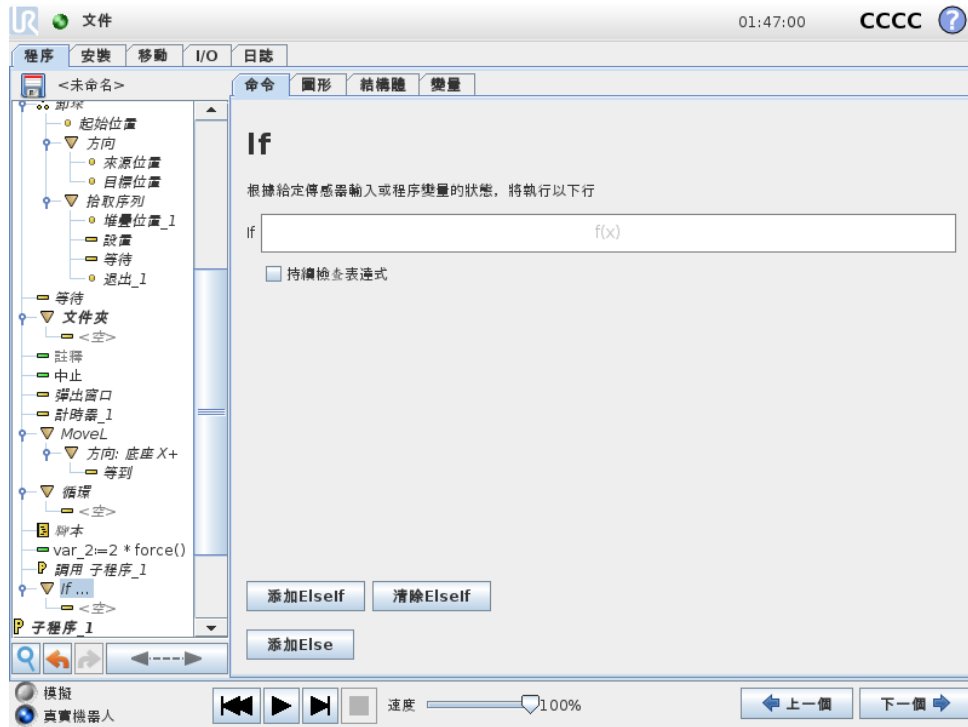 UR 文件 01:47:00 CCCC ?
程序 安裝 移動 I/O 日誌
<未命名> 命令 圖形 結構體 變量
卸垛
起始位置
方向
來源位置
目標位置
拾取序列
堆疊位置_1
設置
等待
退出_1
等待
文件夾
<空>
註釋
中止
彈出窗口
計時器_1
MoveL
方向: 底座 X+
等到
循環
<空>
腳本
var_2:=2 * force()
調用 子程序_1
If ...
<空>
子程序_1
If
根據給定傳感器輸入或程序變量的狀態，將執行以下行
If f(x)
持續檢查表達式
添加ElseIf 清除ElseIf
添加Else
模擬
真實機器人
速度 100%
上一個 下一個